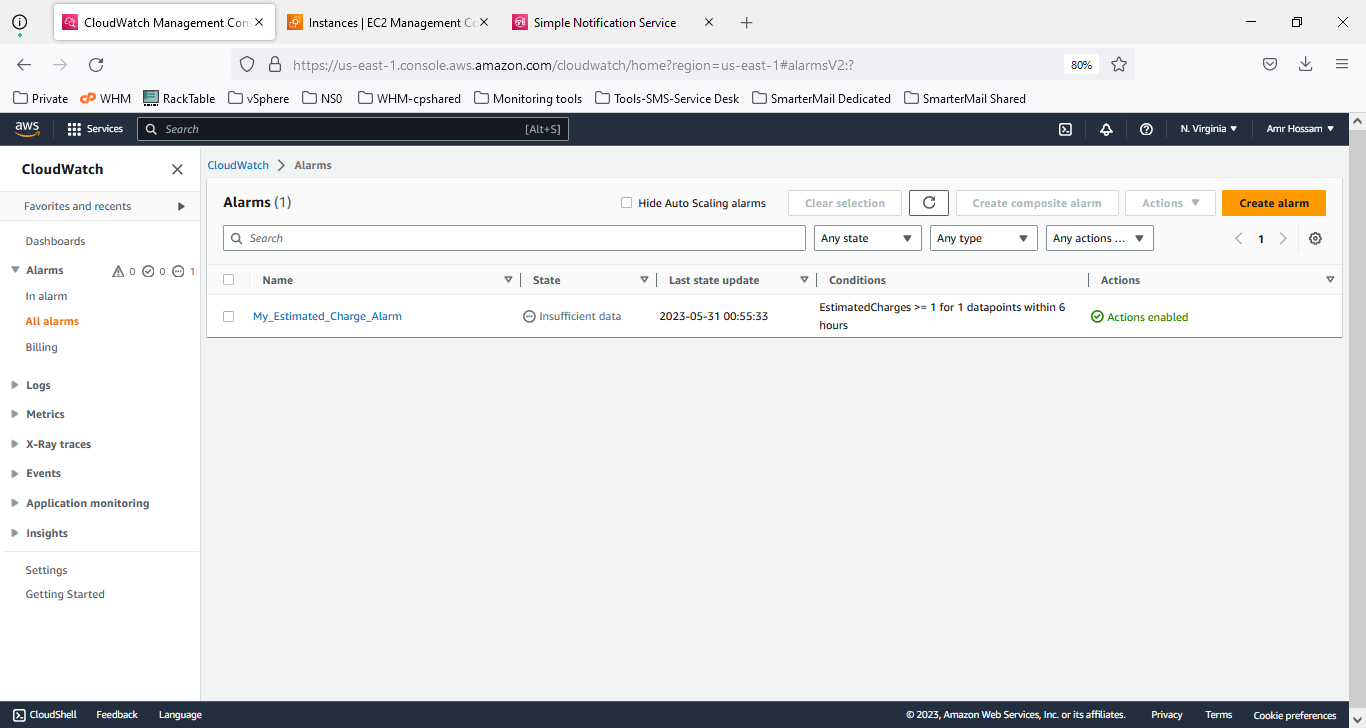 CloudWatch Management Cons
Instances | EC2 Management Co
Simple Notification Service
https://us-east-1.console.aws.amazon.com/cloudwatch/home?region=us-east-1#alarmsV2:?
80%
Private
WHM
RackTable
vSphere
NS0
WHM-cpshared
Monitoring tools
Tools-SMS-Service Desk
SmarterMail Dedicated
SmarterMail Shared
aws
Services
Search
[Alt+S]
N. Virginia
Amr Hossam
CloudWatch
Favorites and recents
Dashboards
Alarms 0 0 1
In alarm
All alarms
Billing
Logs
Metrics
X-Ray traces
Events
Application monitoring
Insights
Settings
Getting Started
CloudWatch Alarms
Alarms (1)
Hide Auto Scaling alarms
Clear selection
Create composite alarm
Actions
Create alarm
Search
Any state
Any type
Any actions ...
1
Name State Last state update Conditions Actions
My_Estimated_Charge_Alarm
Insufficient data
2023-05-31 00:55:33
EstimatedCharges >= 1 for 1 datapoints within 6
hours
Actions enabled
CloudShell
Feedback
Language
© 2023, Amazon Web Services, Inc. or its affiliates.
Privacy
Terms
Cookie preferences